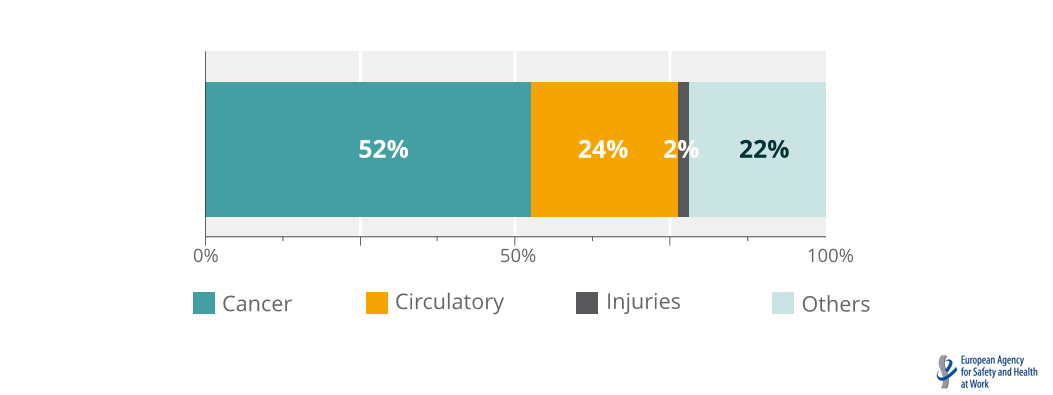 52% 24% 2% 22%
0% 50% 100%
Cancer Circulatory Injuries Others
European Agency
for Safety and Health
at Work